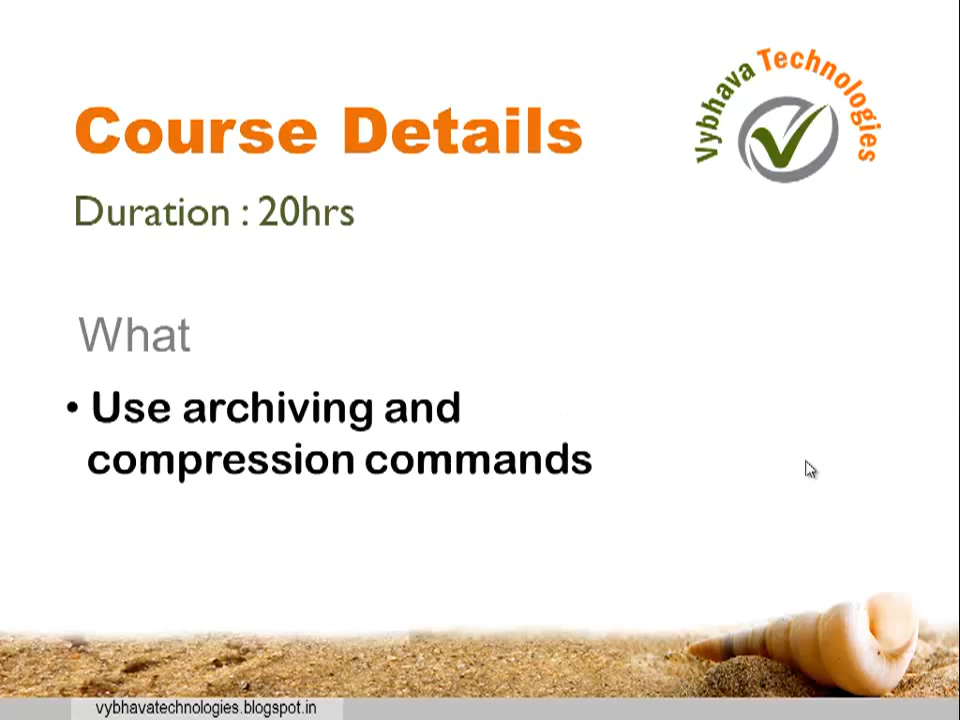 Vybhava Technologies
Course Details
Duration : 20hrs
What
• Use archiving and
compression commands
vybhavatechnologies.blogspot.in